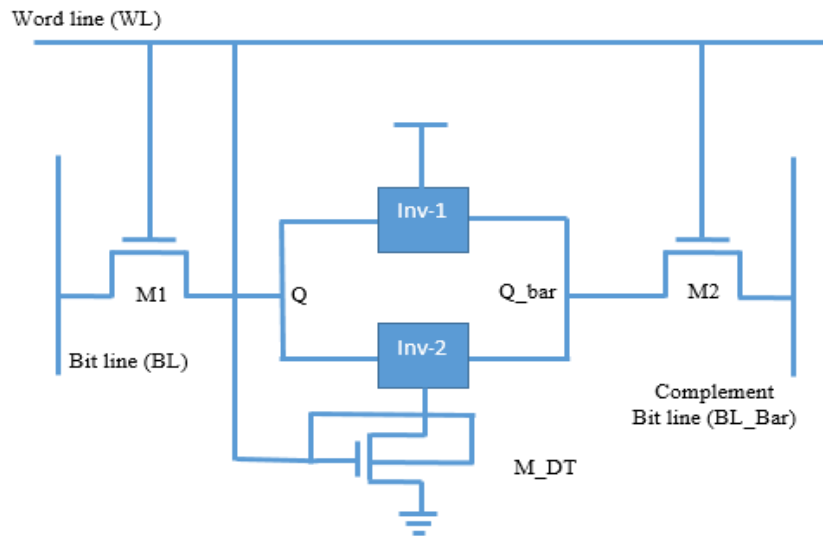 Word line (WL)
Inv-1
M1
Q
Q_bar
M2
Bit line (BL)
Inv-2
Complement
Bit line (BL_Bar)
M_DT